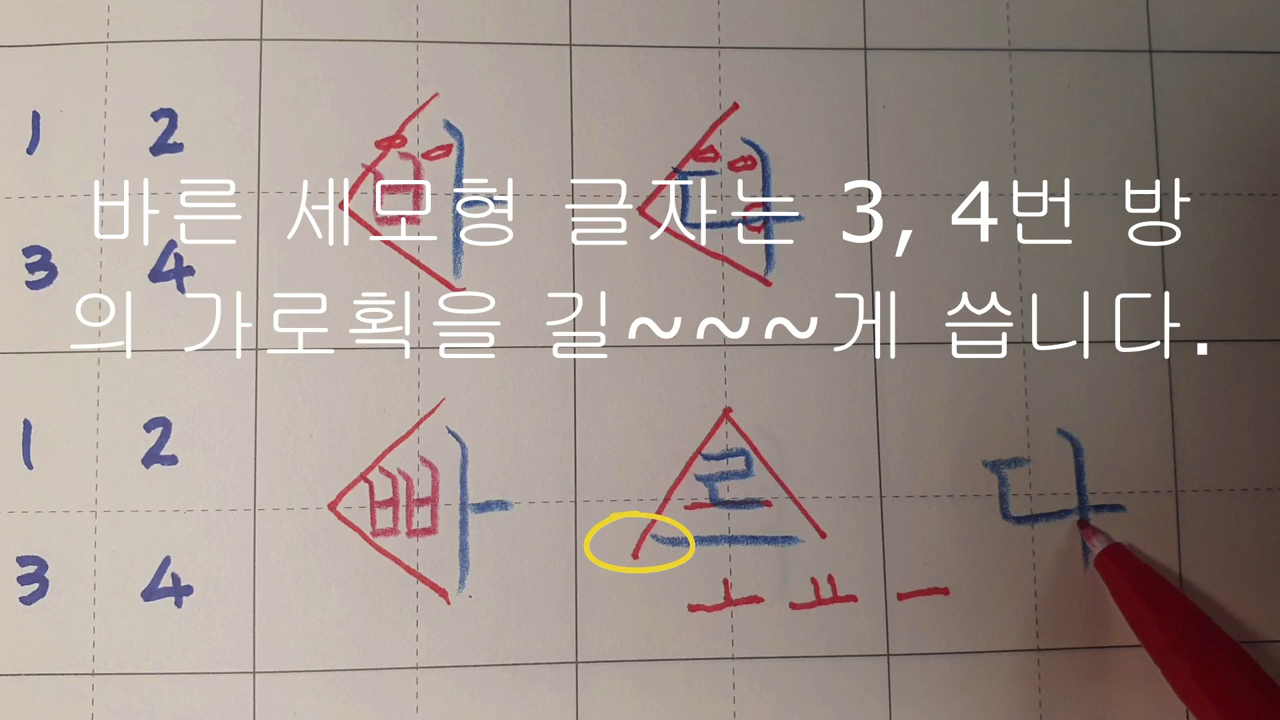 1 2
바른 세모형 글자는 3, 4번 방
3 4
의 가로획을 길~~~게 씁니다.
1 2
빠 르 다
3 4
ㅗ ㅛ ㅡ